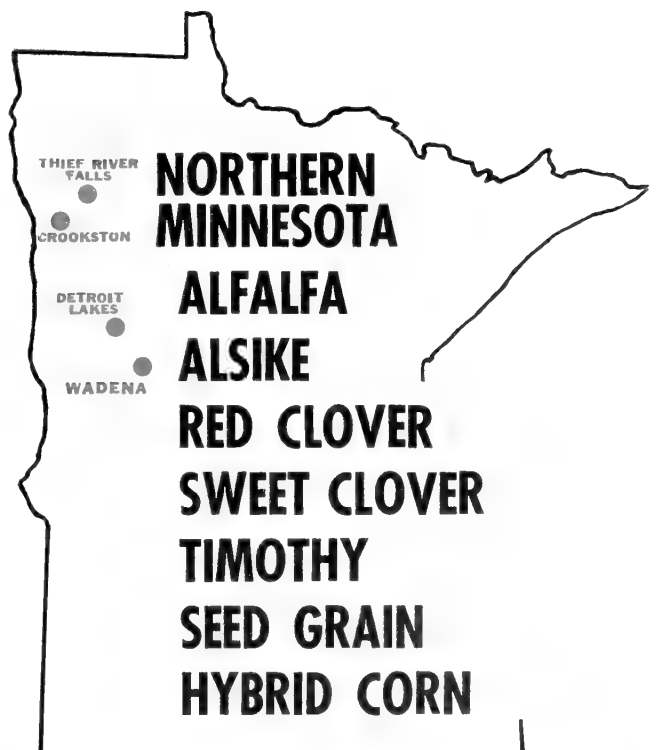 THIEF RIVER
FALLS
CROOKSTON
DETROIT
LAKES
WADENA
NORTHERN
MINNESOTA
ALFALFA
ALSIKE
RED CLOVER
SWEET CLOVER
TIMOTHY
SEED GRAIN
HYBRID CORN